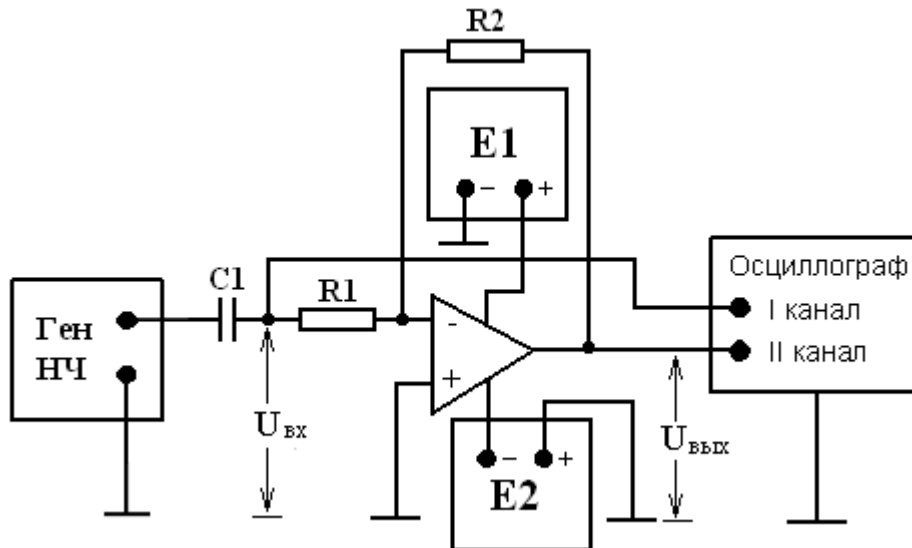 R2
E1
− +
C1
R1
Осциллограф
I канал
II канал
Ген
НЧ
-
+
Uвх
Uвых
− +
E2